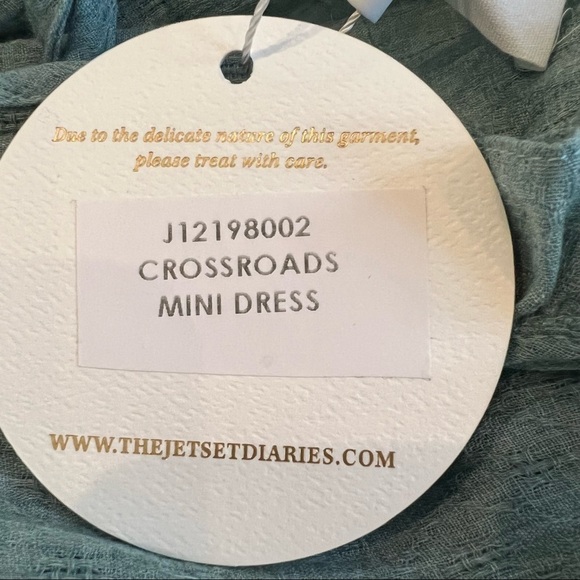 Due to the delicate nature of this garment,
please treat with care.
J12198002
CROSSROADS
MINI DRESS
WWW.THEJETSETDIARIES.COM